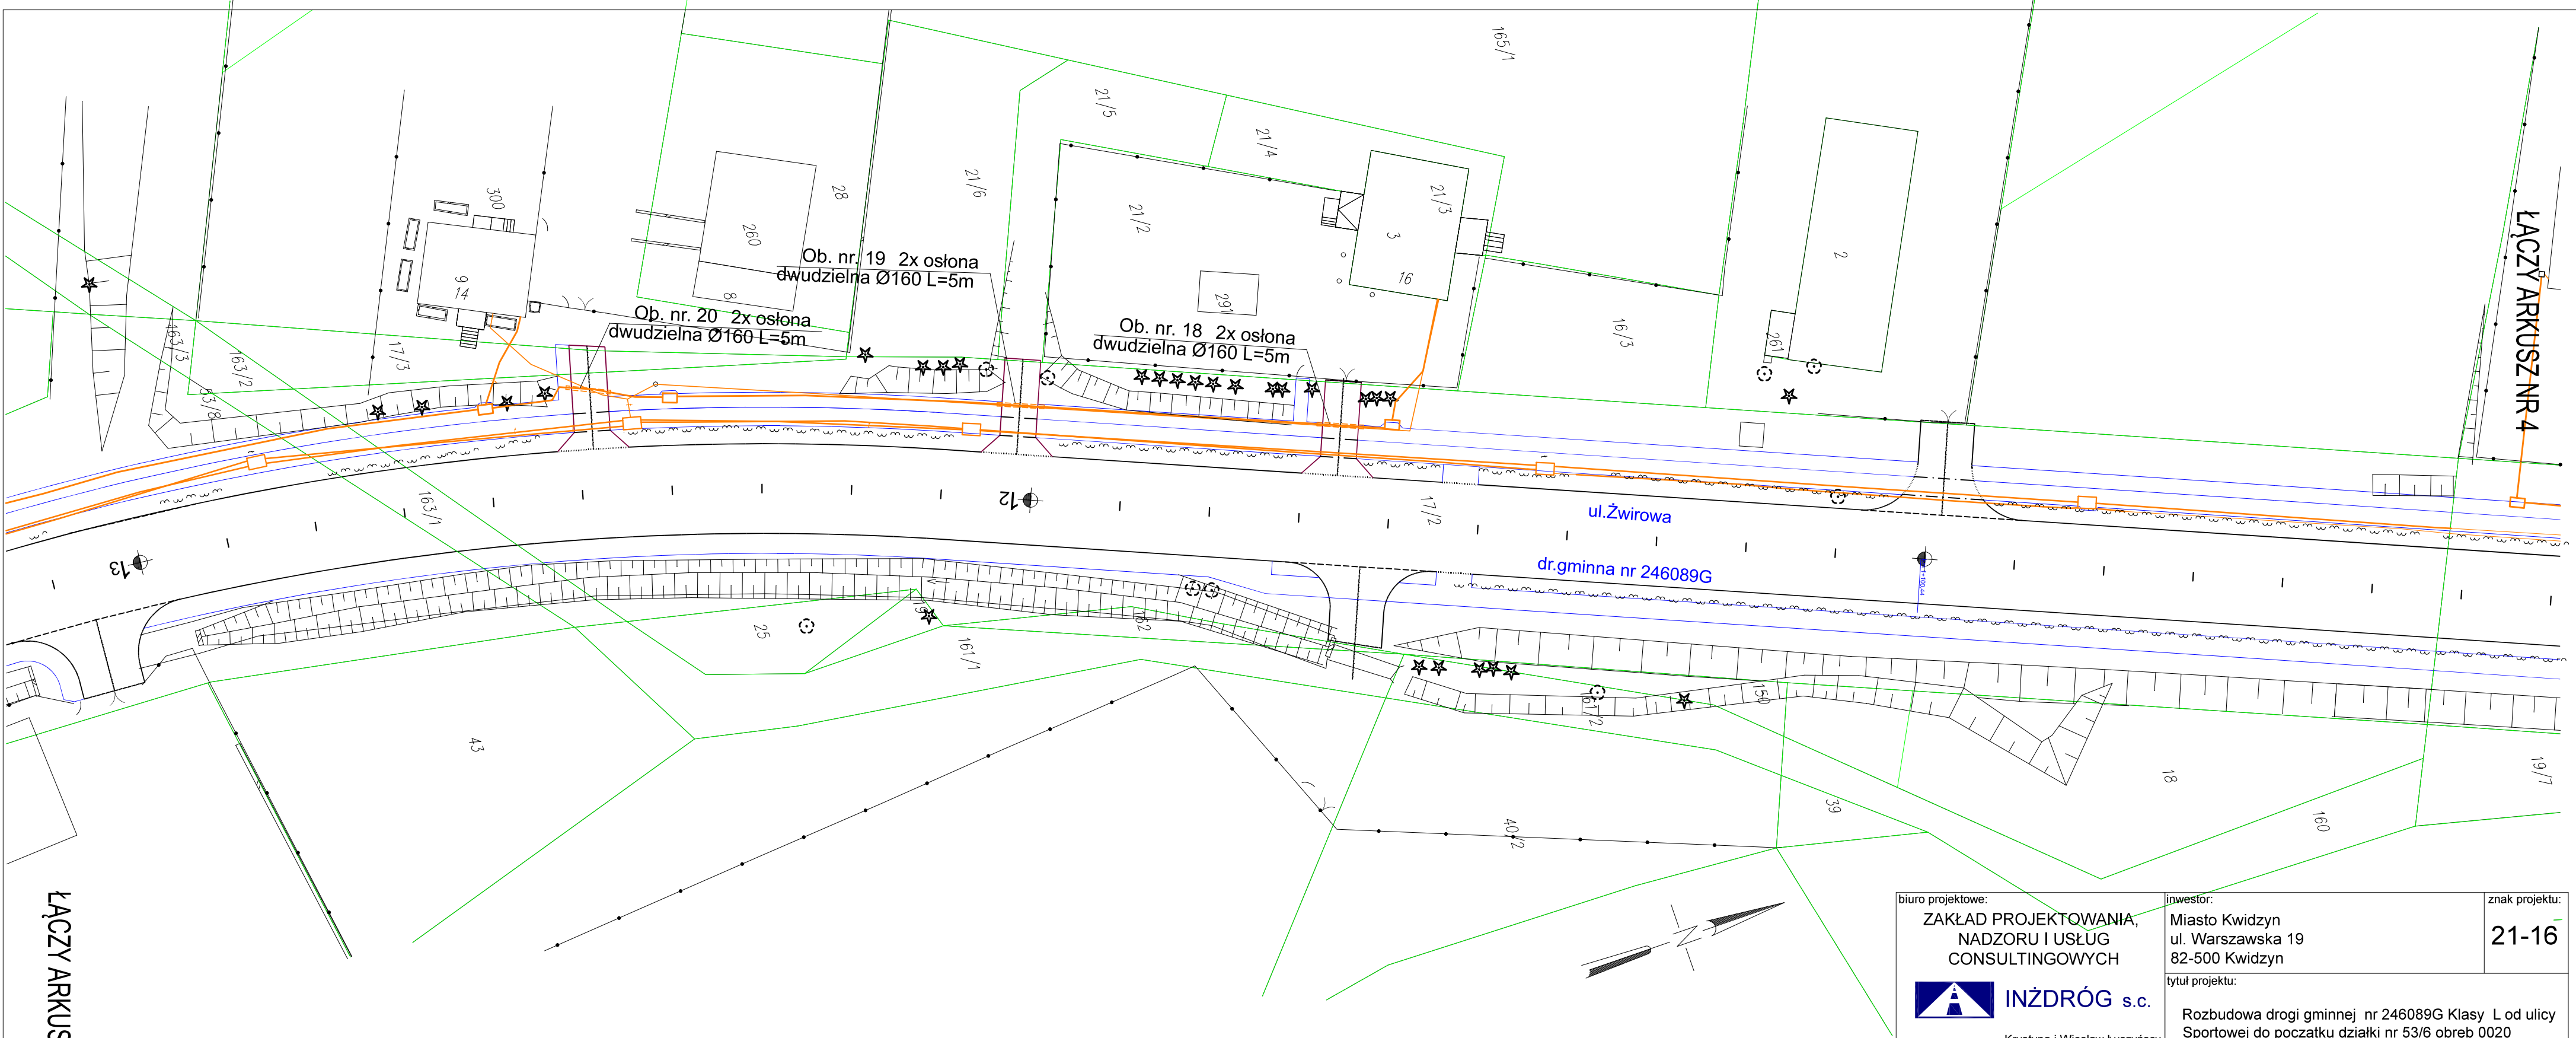 165/1
21/5
21/4
21/3
21/6
21/2
28
300
260
8
9
14
3
16
291
2
261
16/3
ŁĄCZY ARKUSZ NR 4
Ob. nr. 19 2x osłona
dwudzielna Ø160 L=5m
Ob. nr. 20 2x osłona
dwudzielna Ø160 L=5m
Ob. nr. 18 2x osłona
dwudzielna Ø160 L=5m
163/3
163/2
53/8
17/3
163/1
12
13
17/2
ul.Żwirowa
dr.gminna nr 246089G
25
79
161/1
162
61/2
150
43
40/2
39
18
160
19/7
N
ŁĄCZY ARKUS
biuro projektowe:
ZAKŁAD PROJEKTOWANIA,
NADZORU I USŁUG
CONSULTINGOWYCH
INŻDRÓG s.c.
inwestor:
Miasto Kwidzyn
ul. Warszawska 19
82-500 Kwidzyn
znak projektu:
21-16
tytuł projektu:
Rozbudowa drogi gminnej nr 246089G Klasy L od ulicy
Sportowej do początku działki nr 53/6 obręb 0020